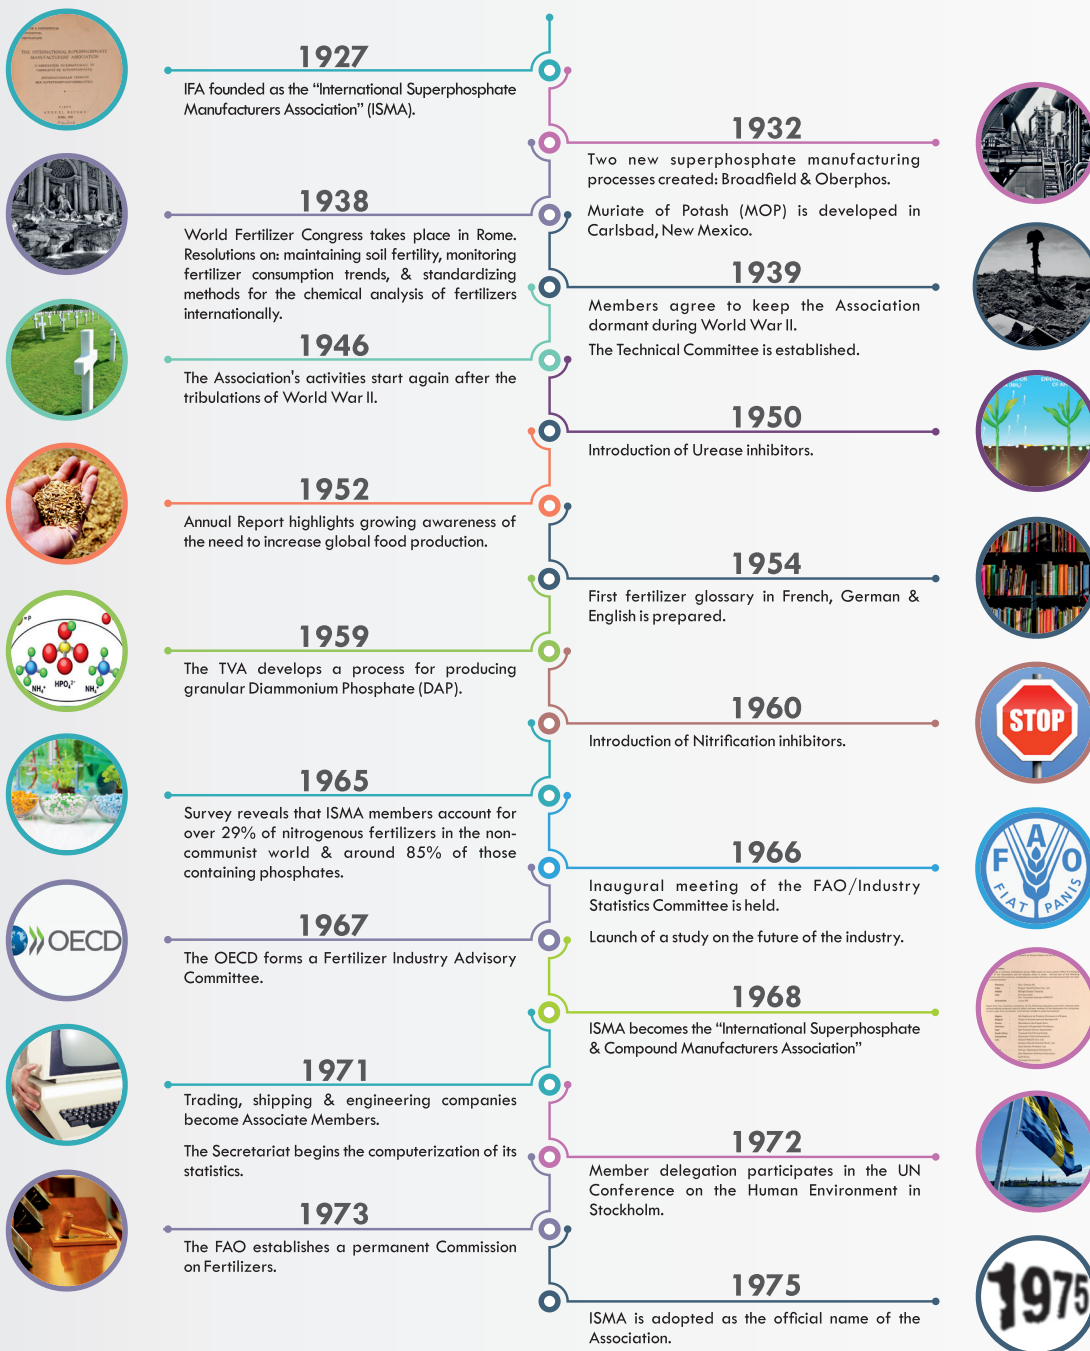 1927
IFA founded as the “International Superphosphate
Manufacturers Association” (ISMA).
1932
Two new superphosphate manufacturing
processes created: Broadfield & Oberphos.
Muriate of Potash (MOP) is developed in
Carlsbad, New Mexico.
1938
World Fertilizer Congress takes place in Rome.
Resolutions on: maintaining soil fertility, monitoring
fertilizer consumption trends, & standardizing
methods for the chemical analysis of fertilizers
internationally.
1939
Members agree to keep the Association
dormant during World War II.
The Technical Committee is established.
1946
The Association's activities start again after the
tribulations of World War II.
1950
Introduction of Urease inhibitors.
1952
Annual Report highlights growing awareness of
the need to increase global food production.
1954
First fertilizer glossary in French, German &
English is prepared.
1959
The TVA develops a process for producing
granular Diammonium Phosphate (DAP).
NH₄⁺ HPO₄²⁻ NH₄⁺
1960
Introduction of Nitrification inhibitors.
STOP
1965
Survey reveals that ISMA members account for
over 29% of nitrogenous fertilizers in the non-
communist world & around 85% of those
containing phosphates.
1966
Inaugural meeting of the FAO/Industry
Statistics Committee is held.
Launch of a study on the future of the industry.
F A O
FIAT PANIS
1967
The OECD forms a Fertilizer Industry Advisory
Committee.
OECD
1968
ISMA becomes the “International Superphosphate
& Compound Manufacturers Association”
1971
Trading, shipping & engineering companies
become Associate Members.
The Secretariat begins the computerization of its
statistics.
1972
Member delegation participates in the UN
Conference on the Human Environment in
Stockholm.
1973
The FAO establishes a permanent Commission
on Fertilizers.
1975
ISMA is adopted as the official name of the
Association.
1975